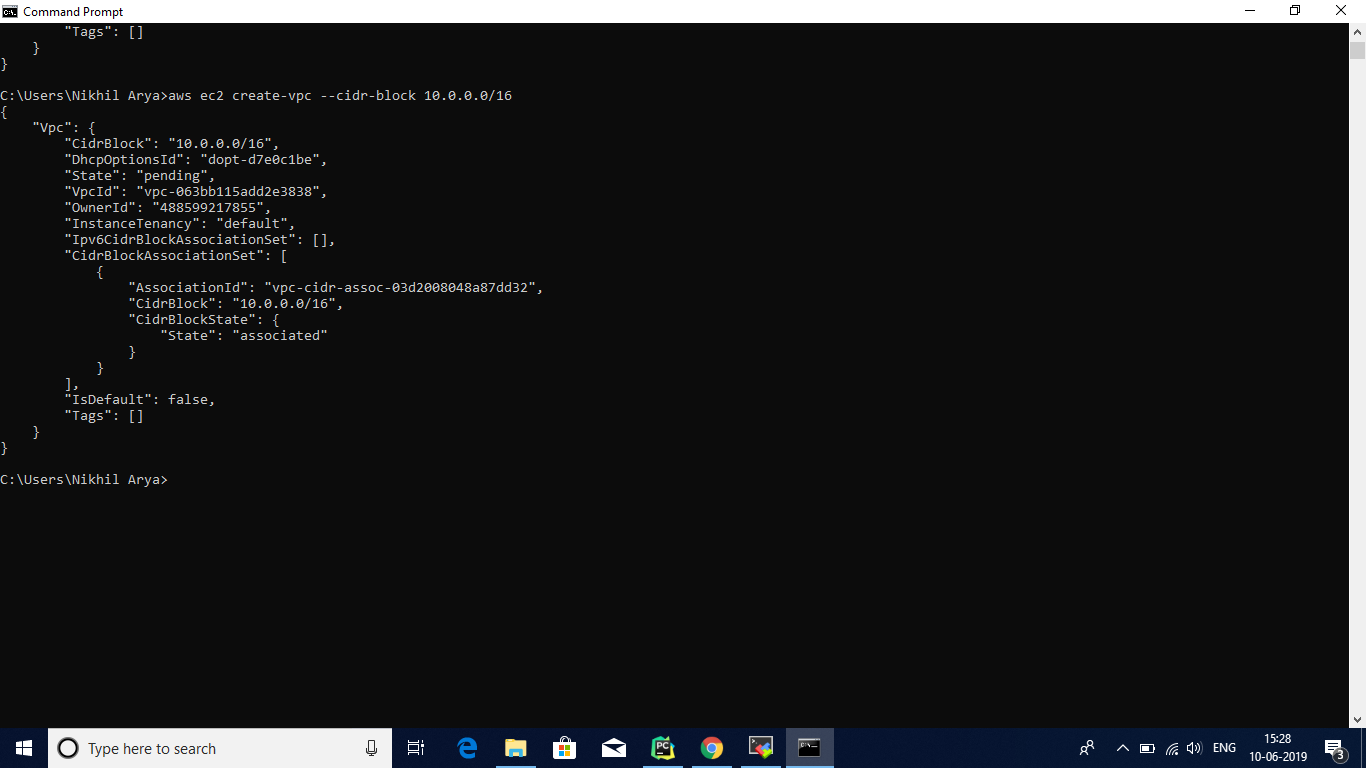 Command Prompt
        "Tags": []
    }
}
C:\Users\Nikhil Arya>aws ec2 create-vpc --cidr-block 10.0.0.0/16
{
    "Vpc": {
        "CidrBlock": "10.0.0.0/16",
        "DhcpOptionsId": "dopt-d7e0c1be",
        "State": "pending",
        "VpcId": "vpc-063bb115add2e3838",
        "OwnerId": "488599217855",
        "InstanceTenancy": "default",
        "Ipv6CidrBlockAssociationSet": [],
        "CidrBlockAssociationSet": [
            {
                "AssociationId": "vpc-cidr-assoc-03d2008048a87dd32",
                "CidrBlock": "10.0.0.0/16",
                "CidrBlockState": {
                    "State": "associated"
                }
            }
        ],
        "IsDefault": false,
        "Tags": []
    }
}
C:\Users\Nikhil Arya>
Type here to search
PC
ENG
15:28
10-06-2019
3